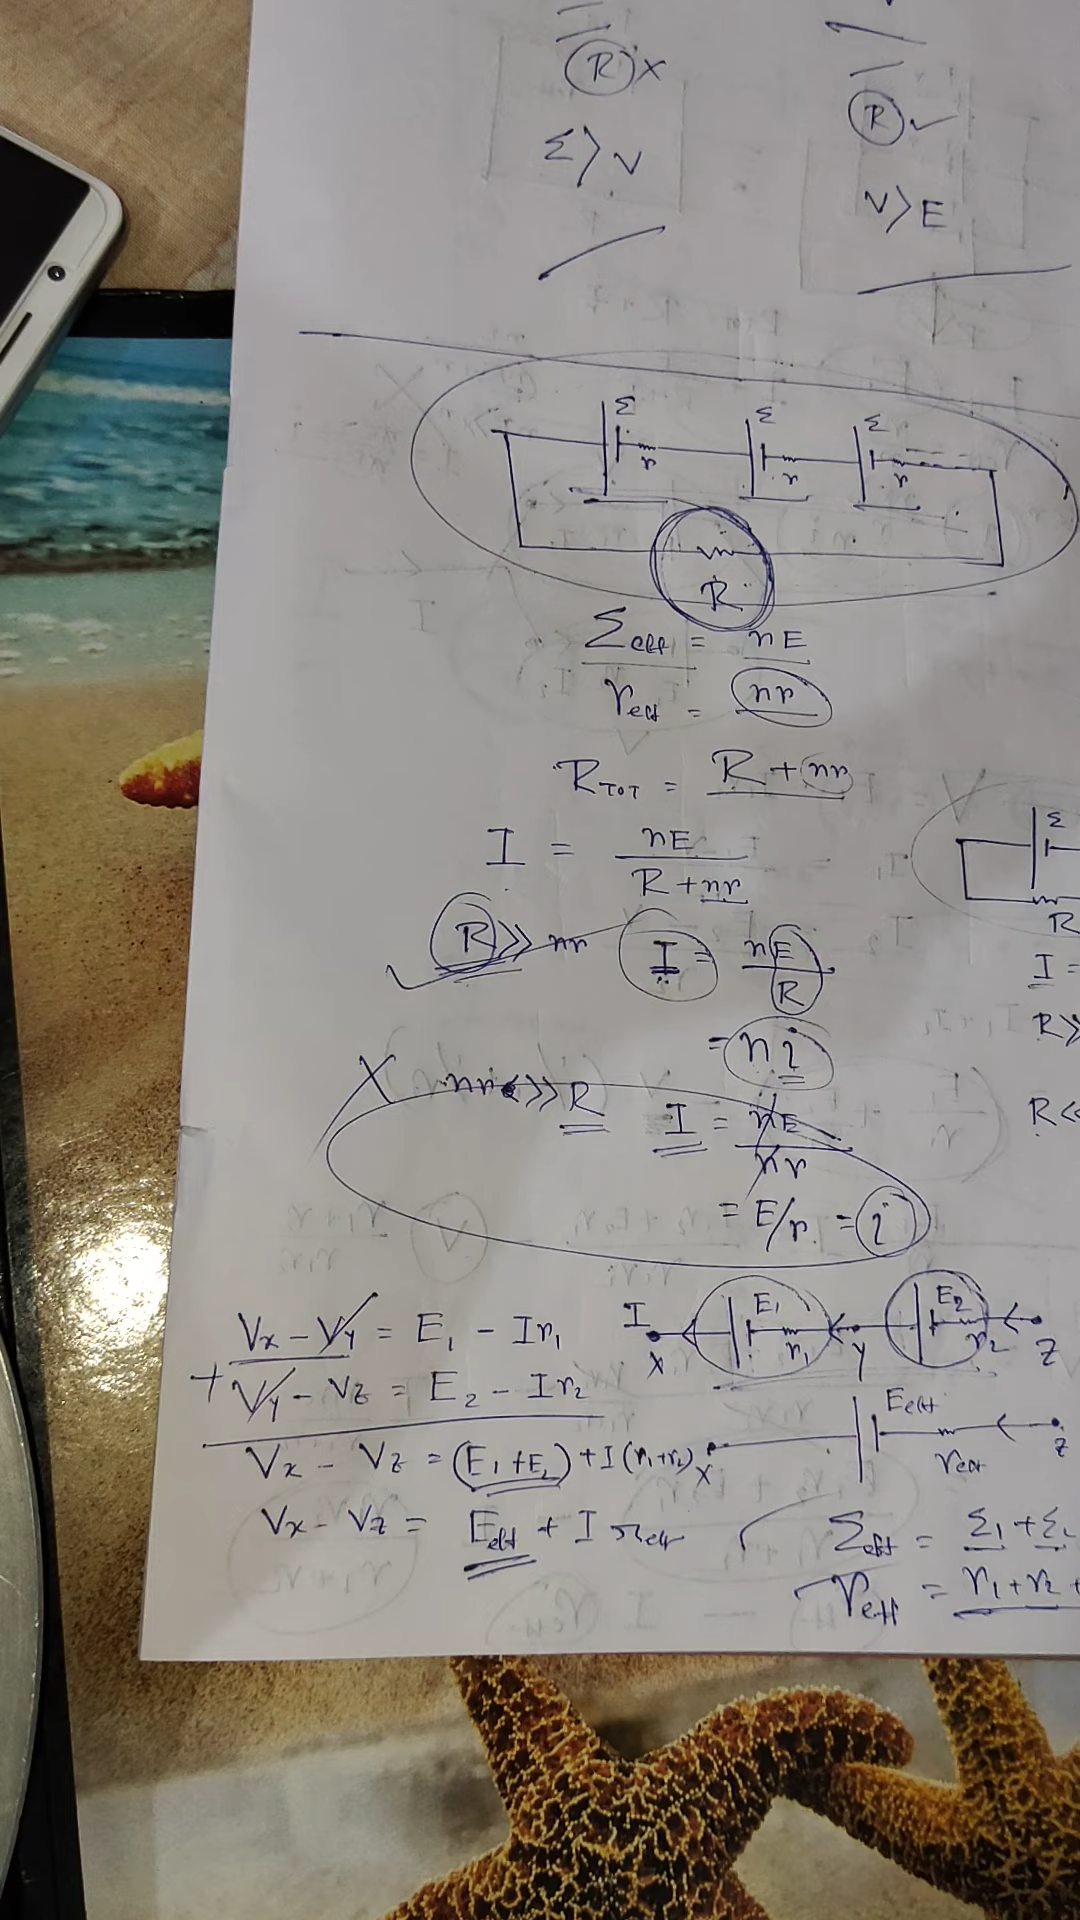 R x
R ✓
Σ > V
V > E
Σ Σ Σ
r r r
R
Σeff = nE
reff = nr
RTOT = R + nr
I = nE / R + nr
R >> nr I = nE / R
= n i
nr >> R I = nE / nr
= E/r = i
Σ
R
I =
R >>
R <
Vx - Vy = E1 - Ir1
+ Vy - Vz = E2 - Ir2
Vx - Vz = (E1 + E2) + I (r1+r2)
Vx - Vz = Eeff + I reff
I E1 E2
X r1 y r2 Z
Eeff
X reff Z
Σeff = Σ1 + Σ2
reff = r1 + r2 +